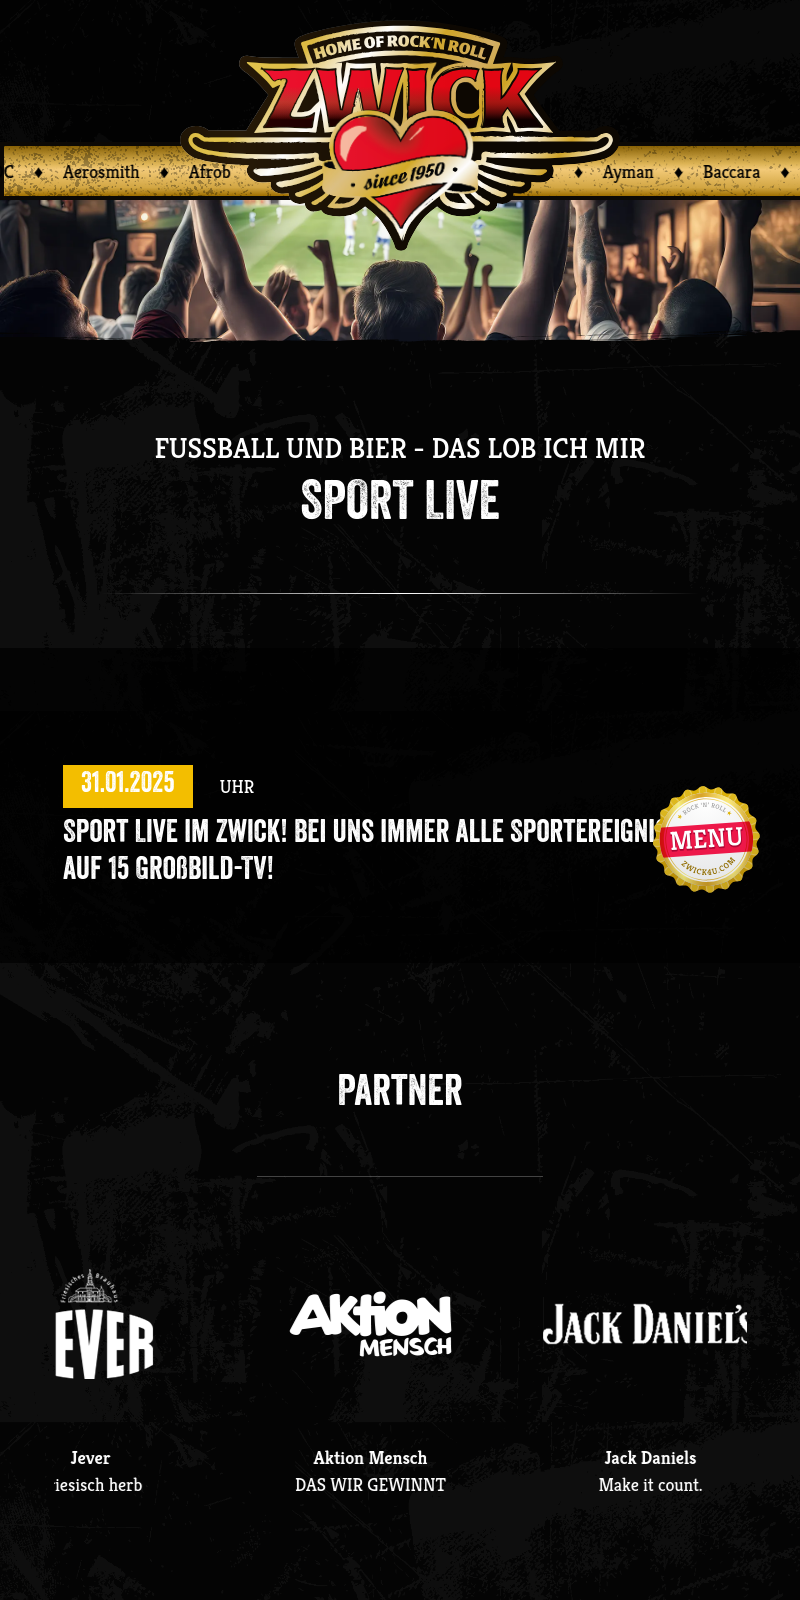 HOME OF ROCK'N ROLL
ZWICK
since 1950
C ♦ Aerosmith ♦ Afrob ♦ Ayman ♦ Baccara ♦
FUSSBALL UND BIER - DAS LOB ICH MIR
SPORT LIVE
31.01.2025 UHR
SPORT LIVE IM ZWICK! BEI UNS IMMER ALLE SPORTEREIGNI
AUF 15 GROßBILD-TV!
ROCK 'N' ROLL
MENU
ZWICK4U.COM
PARTNER
Friesisches Brauhaus
EVER
AKTION
MENSCH
JACK DANIEL'S
Jever
iesisch herb
Aktion Mensch
DAS WIR GEWINNT
Jack Daniels
Make it count.